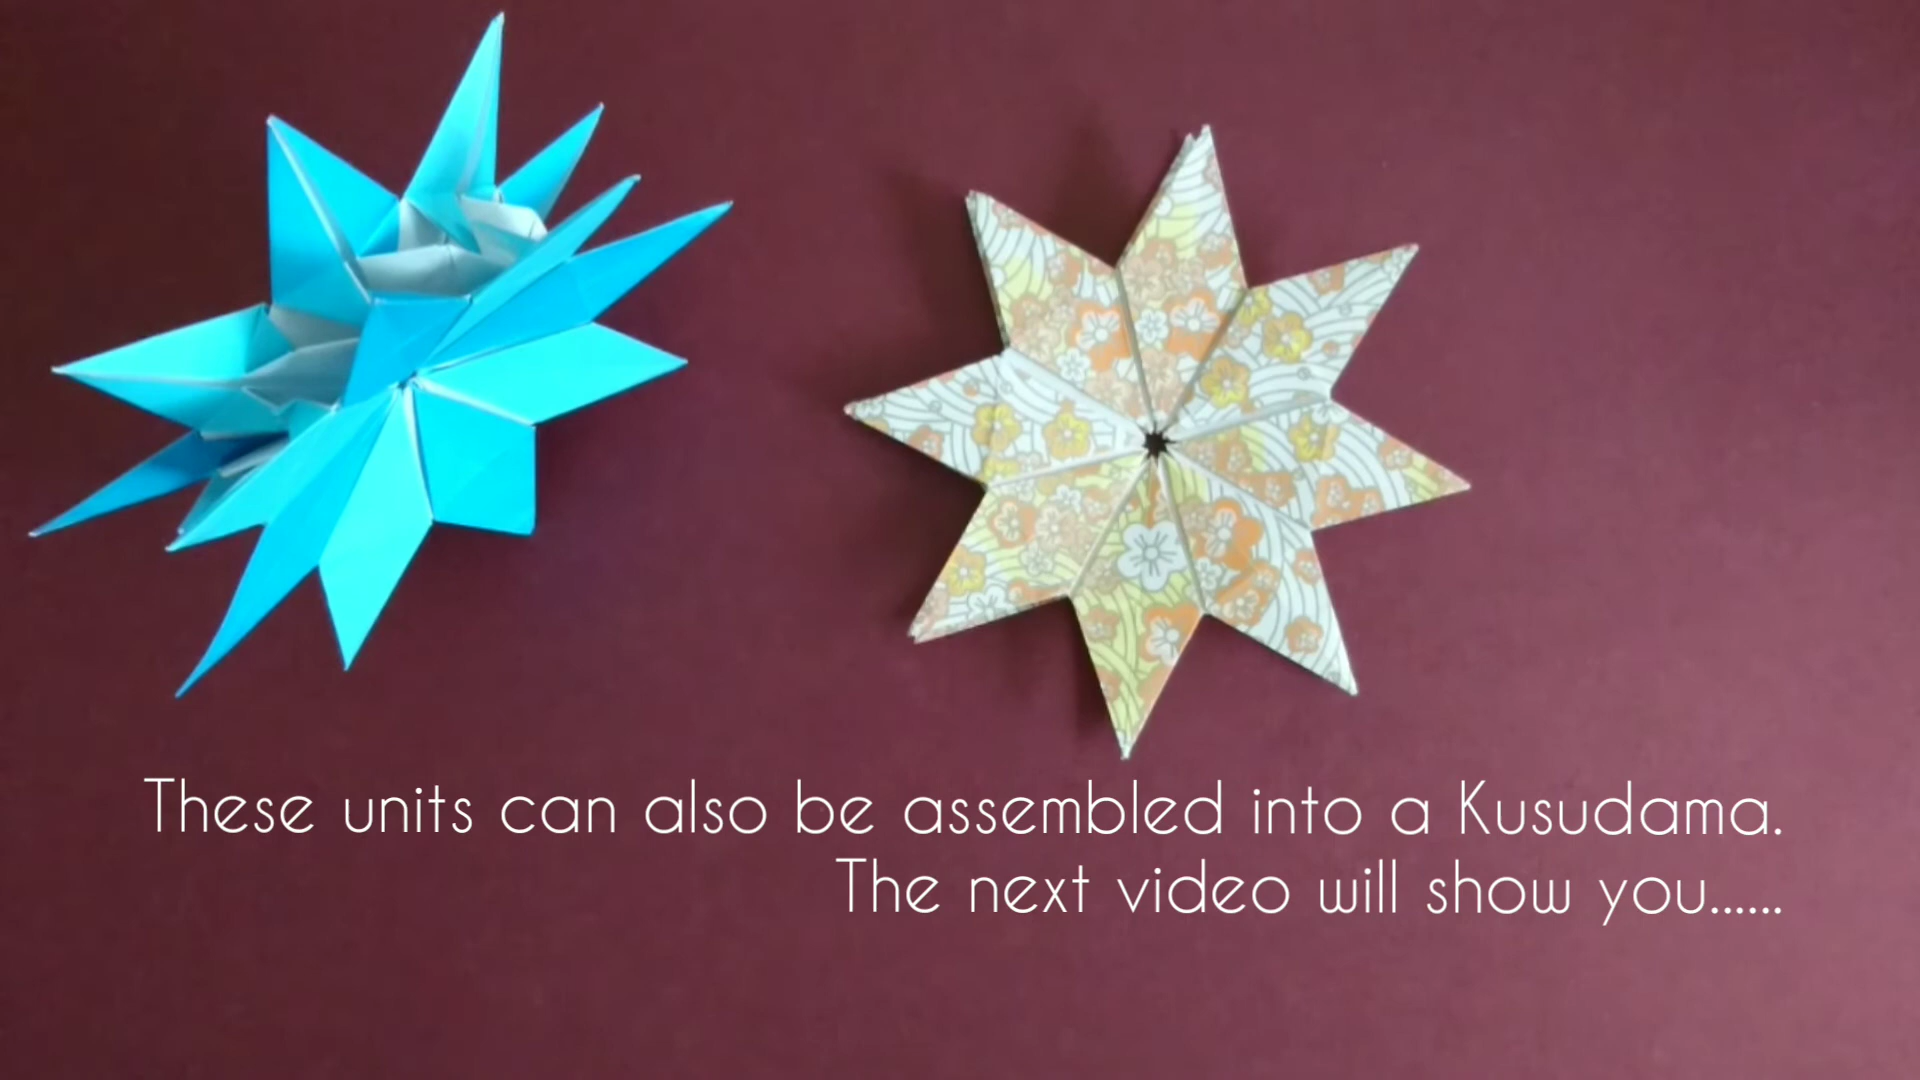 These units can also be assembled into a Kusudama.
The next video will show you......